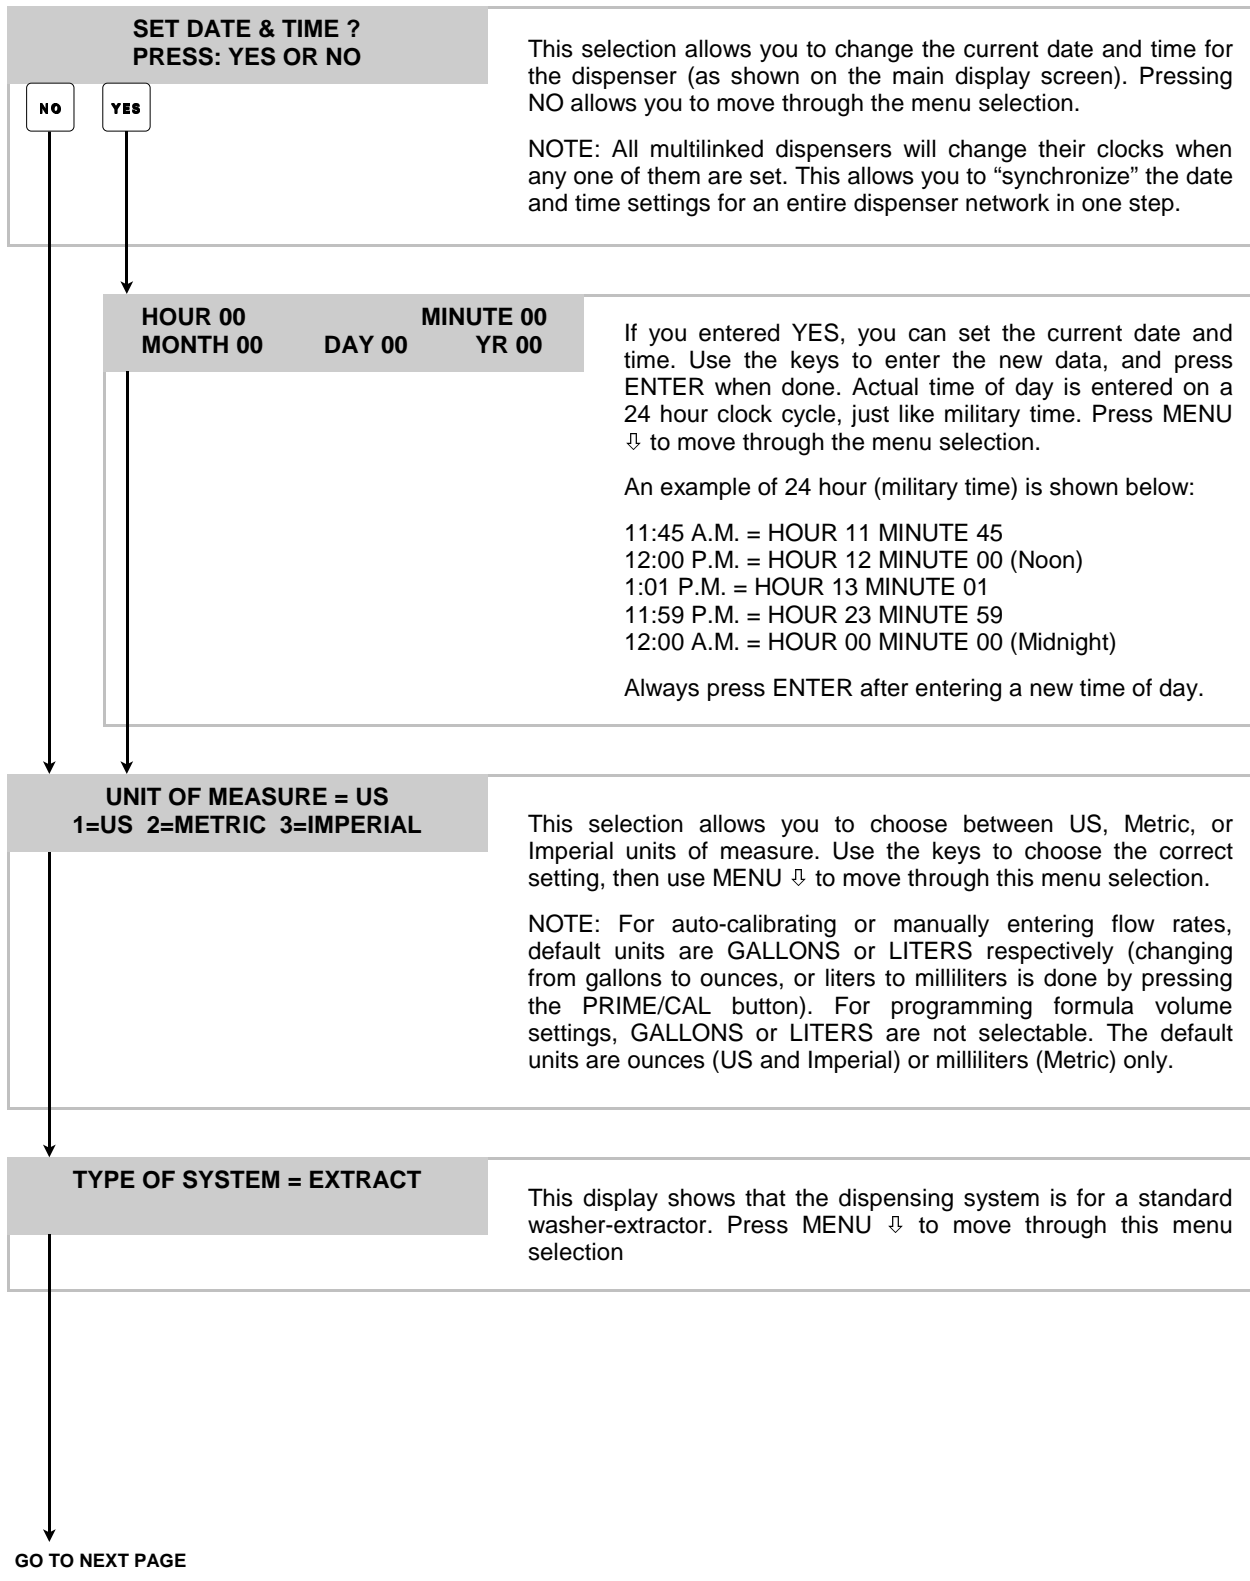 SET DATE & TIME ?
PRESS: YES OR NO
NO YES
This selection allows you to change the current date and time for
the dispenser (as shown on the main display screen). Pressing
NO allows you to move through the menu selection.
NOTE: All multilinked dispensers will change their clocks when
any one of them are set. This allows you to “synchronize” the date
and time settings for an entire dispenser network in one step.
HOUR 00 MINUTE 00
MONTH 00 DAY 00 YR 00
If you entered YES, you can set the current date and
time. Use the keys to enter the new data, and press
ENTER when done. Actual time of day is entered on a
24 hour clock cycle, just like military time. Press MENU
⇩ to move through the menu selection.
An example of 24 hour (military time) is shown below:
11:45 A.M. = HOUR 11 MINUTE 45
12:00 P.M. = HOUR 12 MINUTE 00 (Noon)
1:01 P.M. = HOUR 13 MINUTE 01
11:59 P.M. = HOUR 23 MINUTE 59
12:00 A.M. = HOUR 00 MINUTE 00 (Midnight)
Always press ENTER after entering a new time of day.
UNIT OF MEASURE = US
1=US 2=METRIC 3=IMPERIAL
This selection allows you to choose between US, Metric, or
Imperial units of measure. Use the keys to choose the correct
setting, then use MENU ⇩ to move through this menu selection.
NOTE: For auto-calibrating or manually entering flow rates,
default units are GALLONS or LITERS respectively (changing
from gallons to ounces, or liters to milliliters is done by pressing
the PRIME/CAL button). For programming formula volume
settings, GALLONS or LITERS are not selectable. The default
units are ounces (US and Imperial) or milliliters (Metric) only.
TYPE OF SYSTEM = EXTRACT
This display shows that the dispensing system is for a standard
washer-extractor. Press MENU ⇩ to move through this menu
selection
GO TO NEXT PAGE